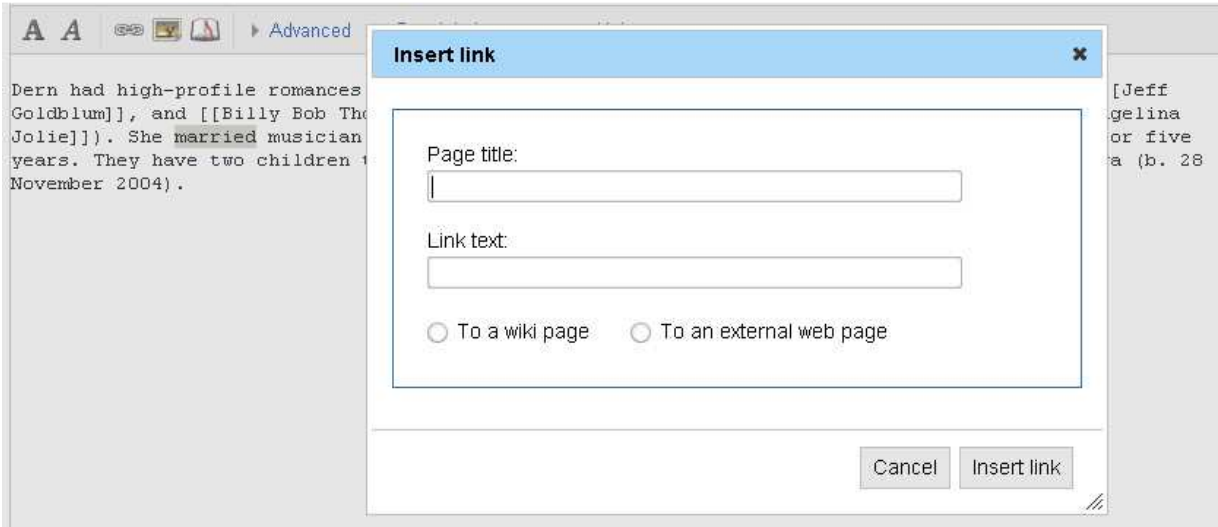 A A Advanced
Insert link
Dern had high-profile romances [Jeff
Goldblum]], and [[Billy Bob gelina
Jolie]]). She married musician or five
years. They have two children (b. 28
November 2004).
Page title:
Link text:
To a wiki page To an external web page
Cancel Insert link